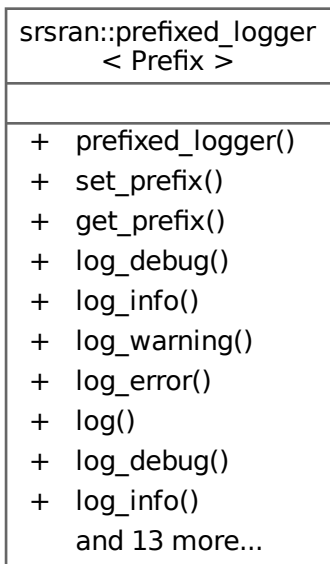 srsran::prefixed_logger
< Prefix >
+ prefixed_logger()
+ set_prefix()
+ get_prefix()
+ log_debug()
+ log_info()
+ log_warning()
+ log_error()
+ log()
+ log_debug()
+ log_info()
and 13 more...